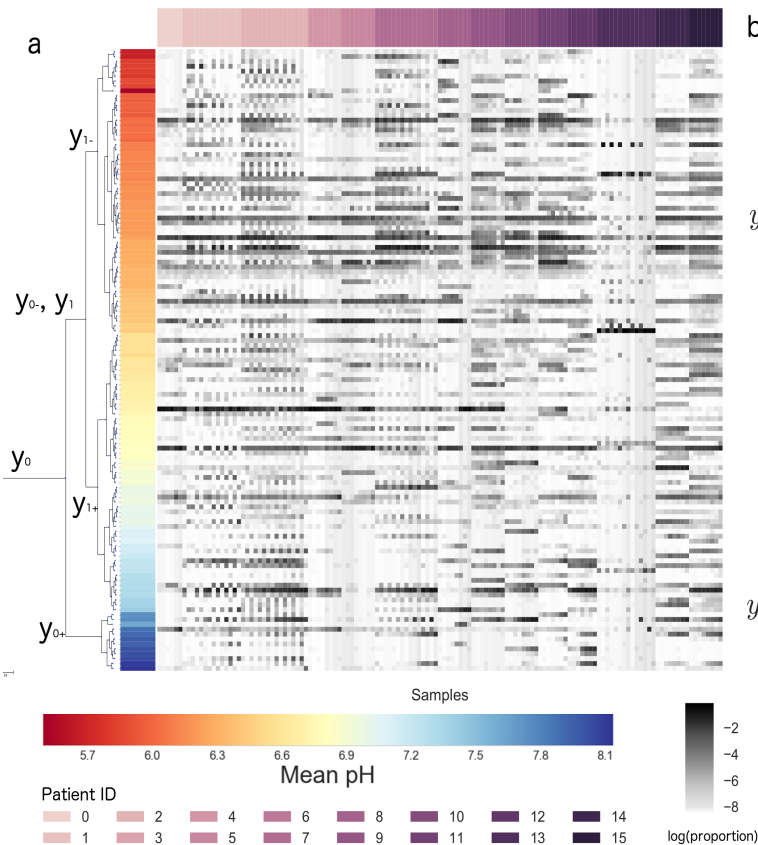 a
b
y1-
y0-, y1
y
y0
y1+
y0+
y
Samples
5.7 6.0 6.3 6.6 6.9 7.2 7.5 7.8 8.1
Mean pH
−2
−4
−6
−8
log(proportion)
Patient ID
0 2 4 6 8 10 12 14
1 3 5 7 9 11 13 15